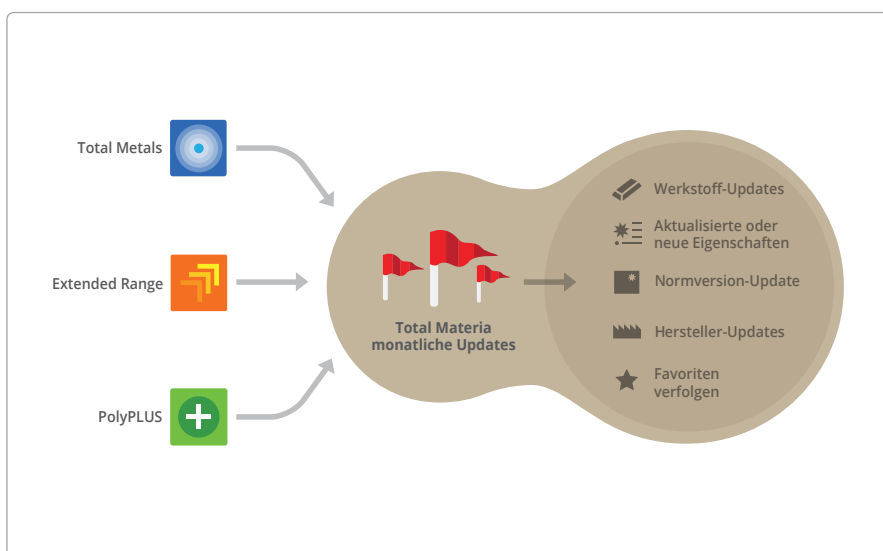 Total Metals
Extended Range
PolyPLUS
Total Materia
monatliche Updates
Werkstoff-Updates
Aktualisierte oder
neue Eigenschaften
Normversion-Update
Hersteller-Updates
Favoriten
verfolgen